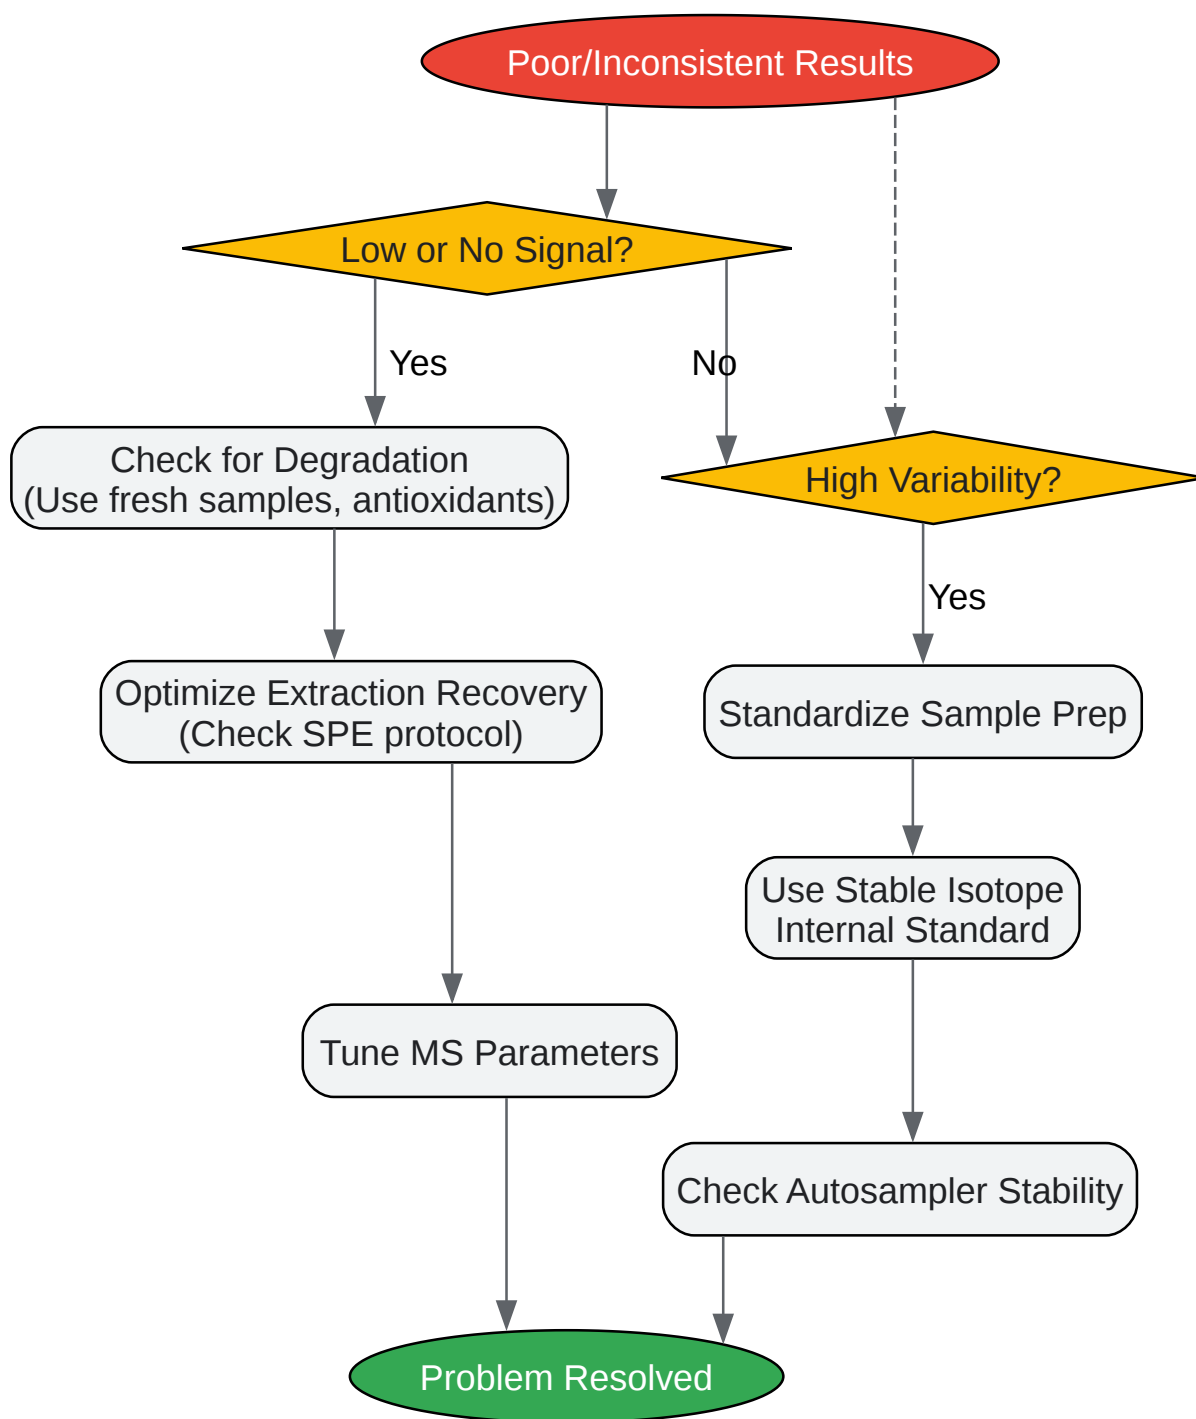 Poor/Inconsistent Results
Low or No Signal?
Yes
No
Check for Degradation
(Use fresh samples, antioxidants)
High Variability?
Yes
Optimize Extraction Recovery
(Check SPE protocol)
Standardize Sample Prep
Use Stable Isotope
Internal Standard
Tune MS Parameters
Check Autosampler Stability
Problem Resolved